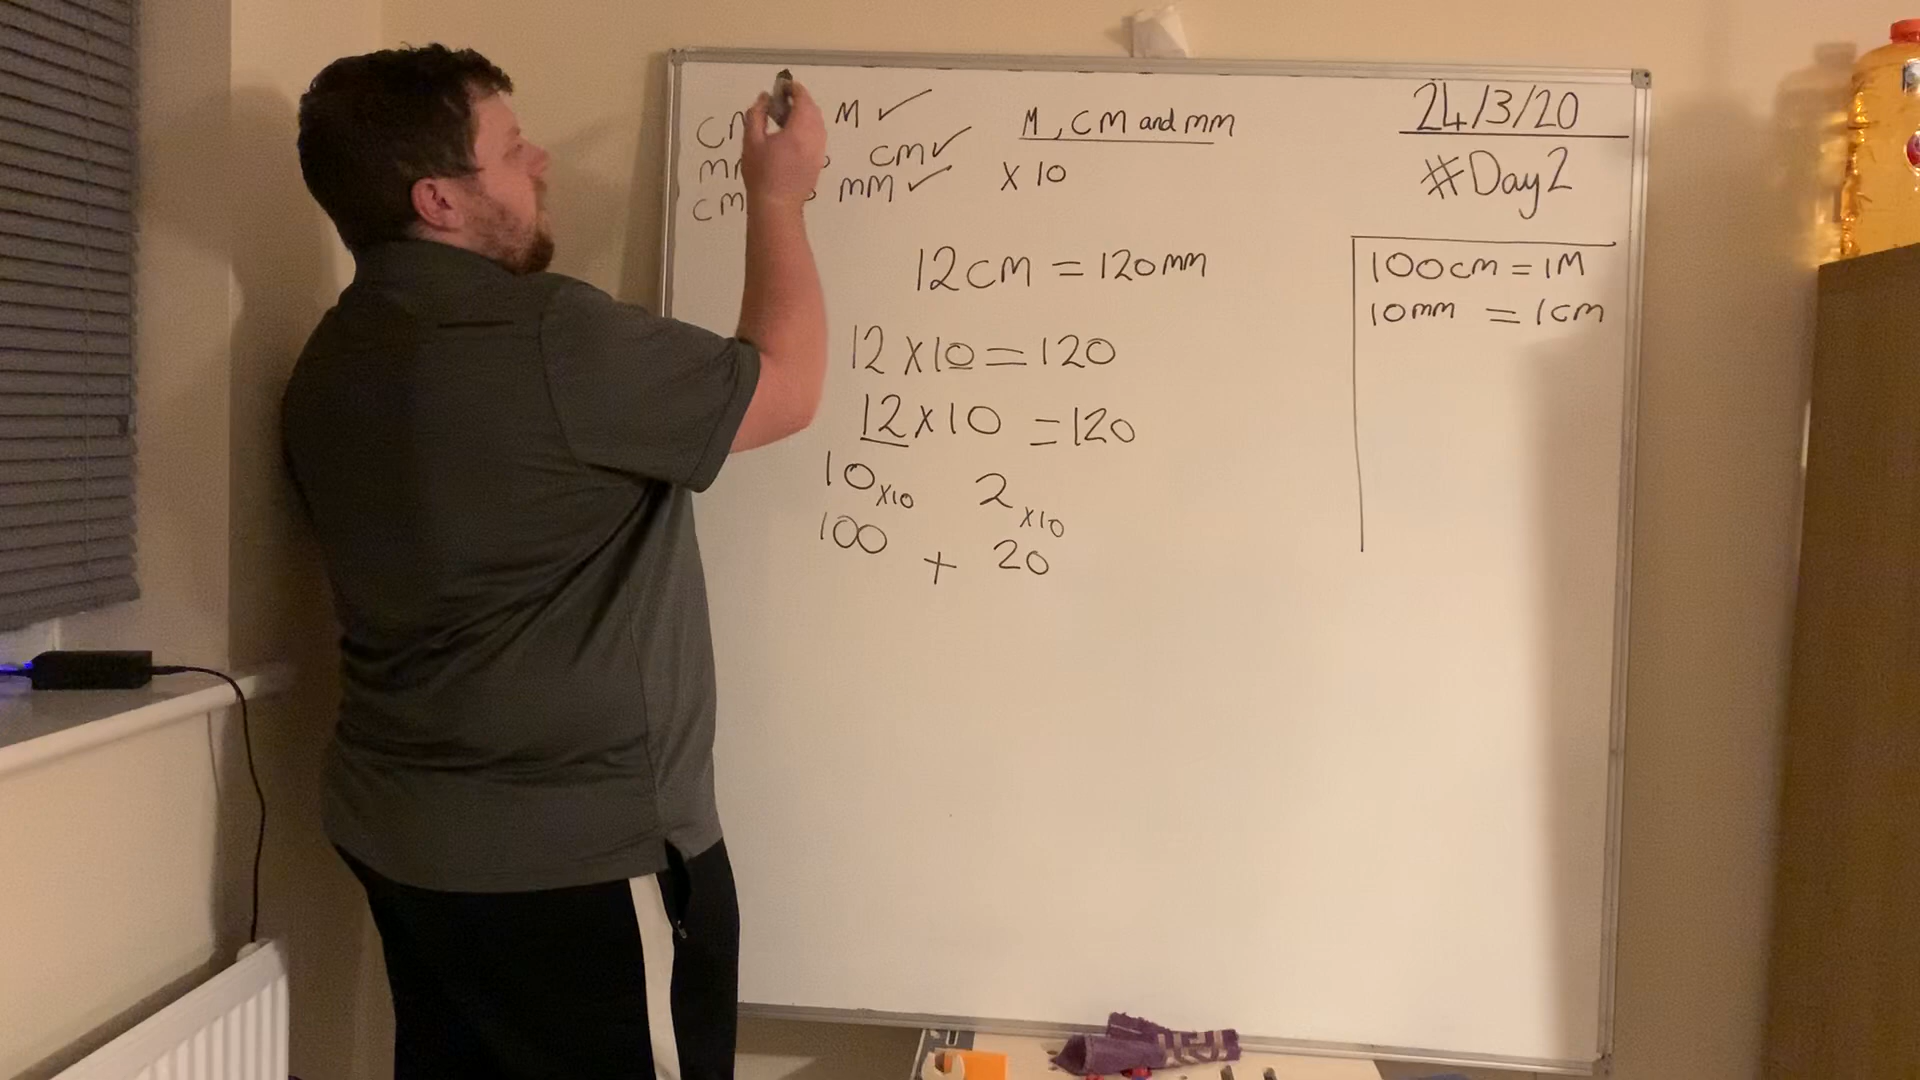 M ✓
cm ✓
cm mm ✓
M, CM and mm
X 10
12cm = 120mm
12 X 10 = 120
12 X 10 = 120
10 X10 2 X10
100 + 20
24/3/20
#Day2
100cm = 1M
10mm = 1cm